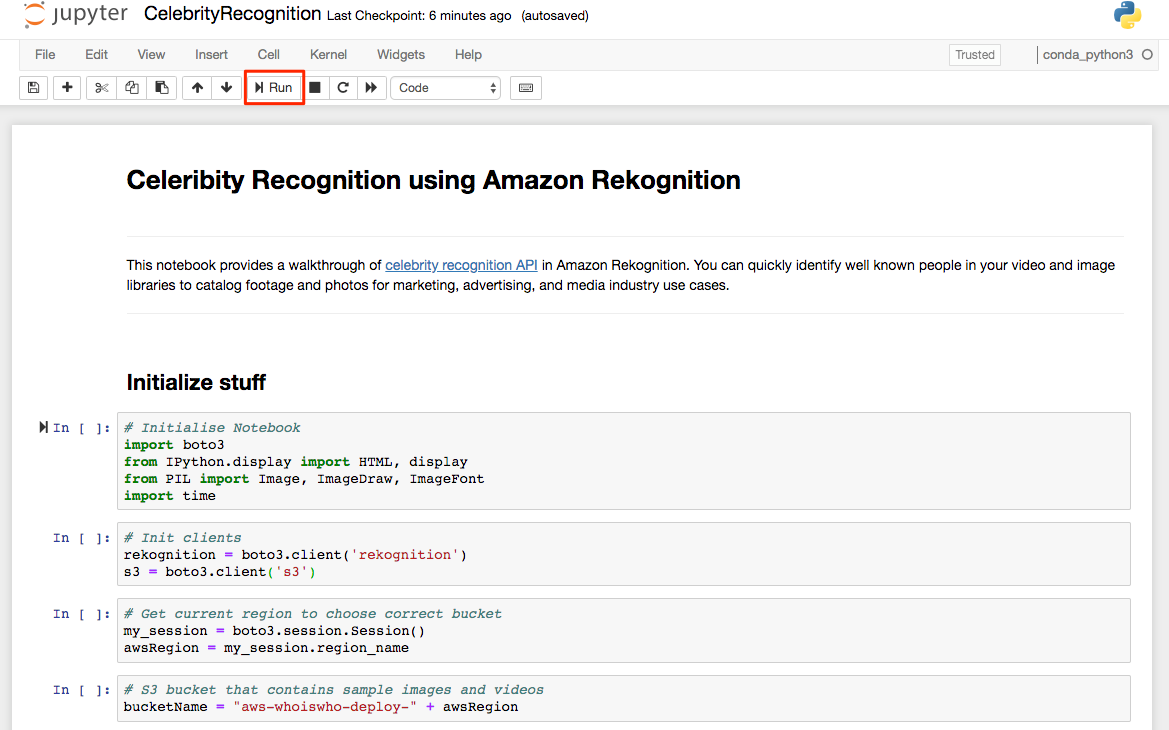 jupyter CelebrityRecognition Last Checkpoint: 6 minutes ago (autosaved)
File Edit View Insert Cell Kernel Widgets Help Trusted conda_python3
Run Code
Celeribity Recognition using Amazon Rekognition
This notebook provides a walkthrough of celebrity recognition API in Amazon Rekognition. You can quickly identify well known people in your video and image
libraries to catalog footage and photos for marketing, advertising, and media industry use cases.
Initialize stuff
In [ ]: # Initialise Notebook
import boto3
from IPython.display import HTML, display
from PIL import Image, ImageDraw, ImageFont
import time
In [ ]: # Init clients
rekognition = boto3.client('rekognition')
s3 = boto3.client('s3')
In [ ]: # Get current region to choose correct bucket
my_session = boto3.session.Session()
awsRegion = my_session.region_name
In [ ]: # S3 bucket that contains sample images and videos
bucketName = "aws-whoiswho-deploy-" + awsRegion